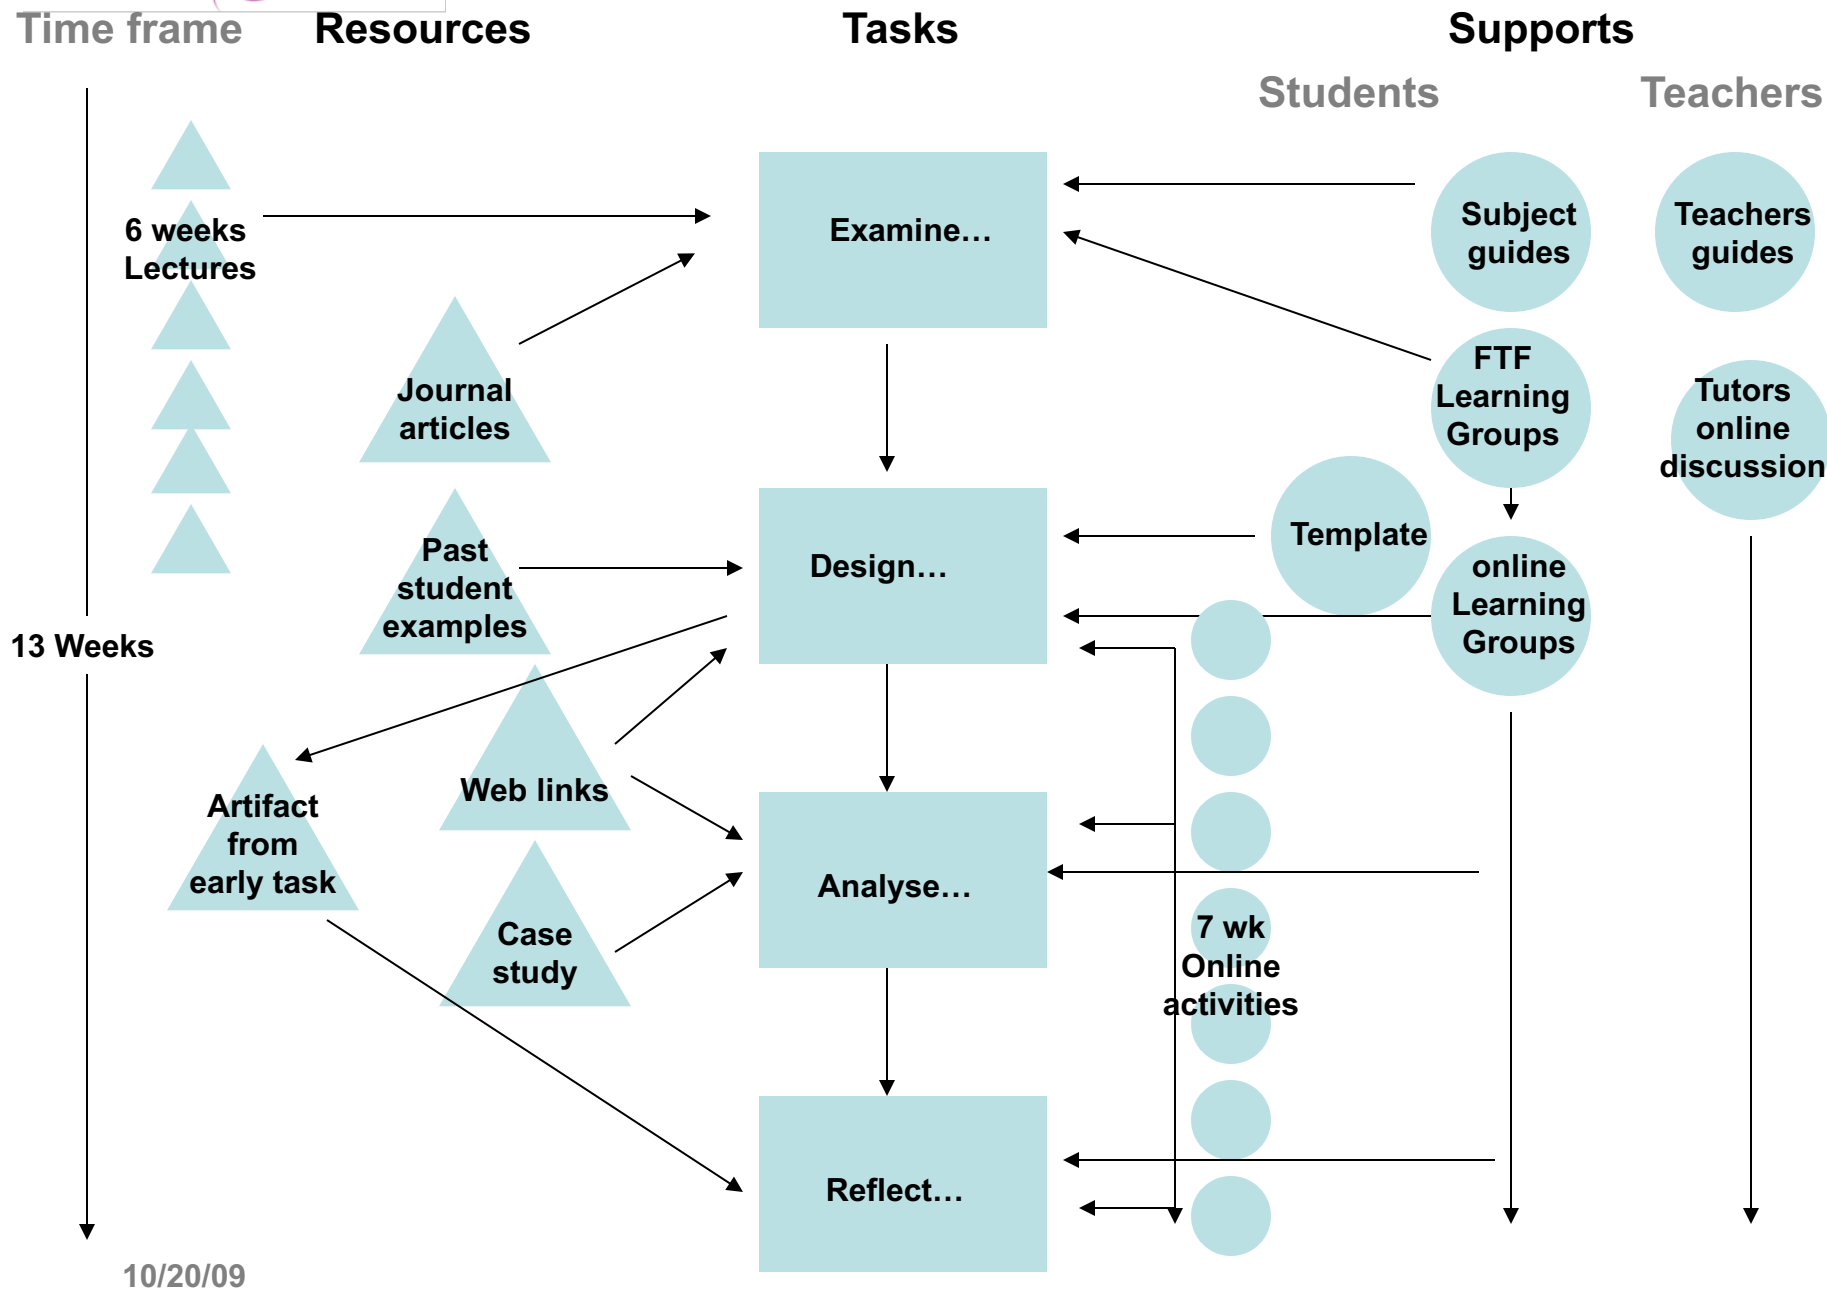 Time frame
Resources
Tasks
Supports
Students
Teachers
6 weeks
Lectures
Examine…
Subject
guides
Teachers
guides
Journal
articles
FTF
Learning
Groups
Tutors
online
discussion
Past
student
examples
Design…
Template
online
Learning
Groups
13 Weeks
Web links
Artifact
from
early task
Analyse…
Case
study
7 wk
Online
activities
Reflect…
10/20/09